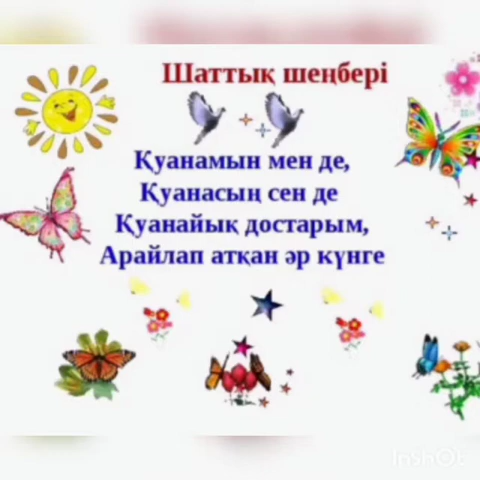 Шаттық шеңбері
Қуанамын мен де,
Қуанасың сен де
Қуанайық достарым,
Арайлап атқан әр күнге
InShOt